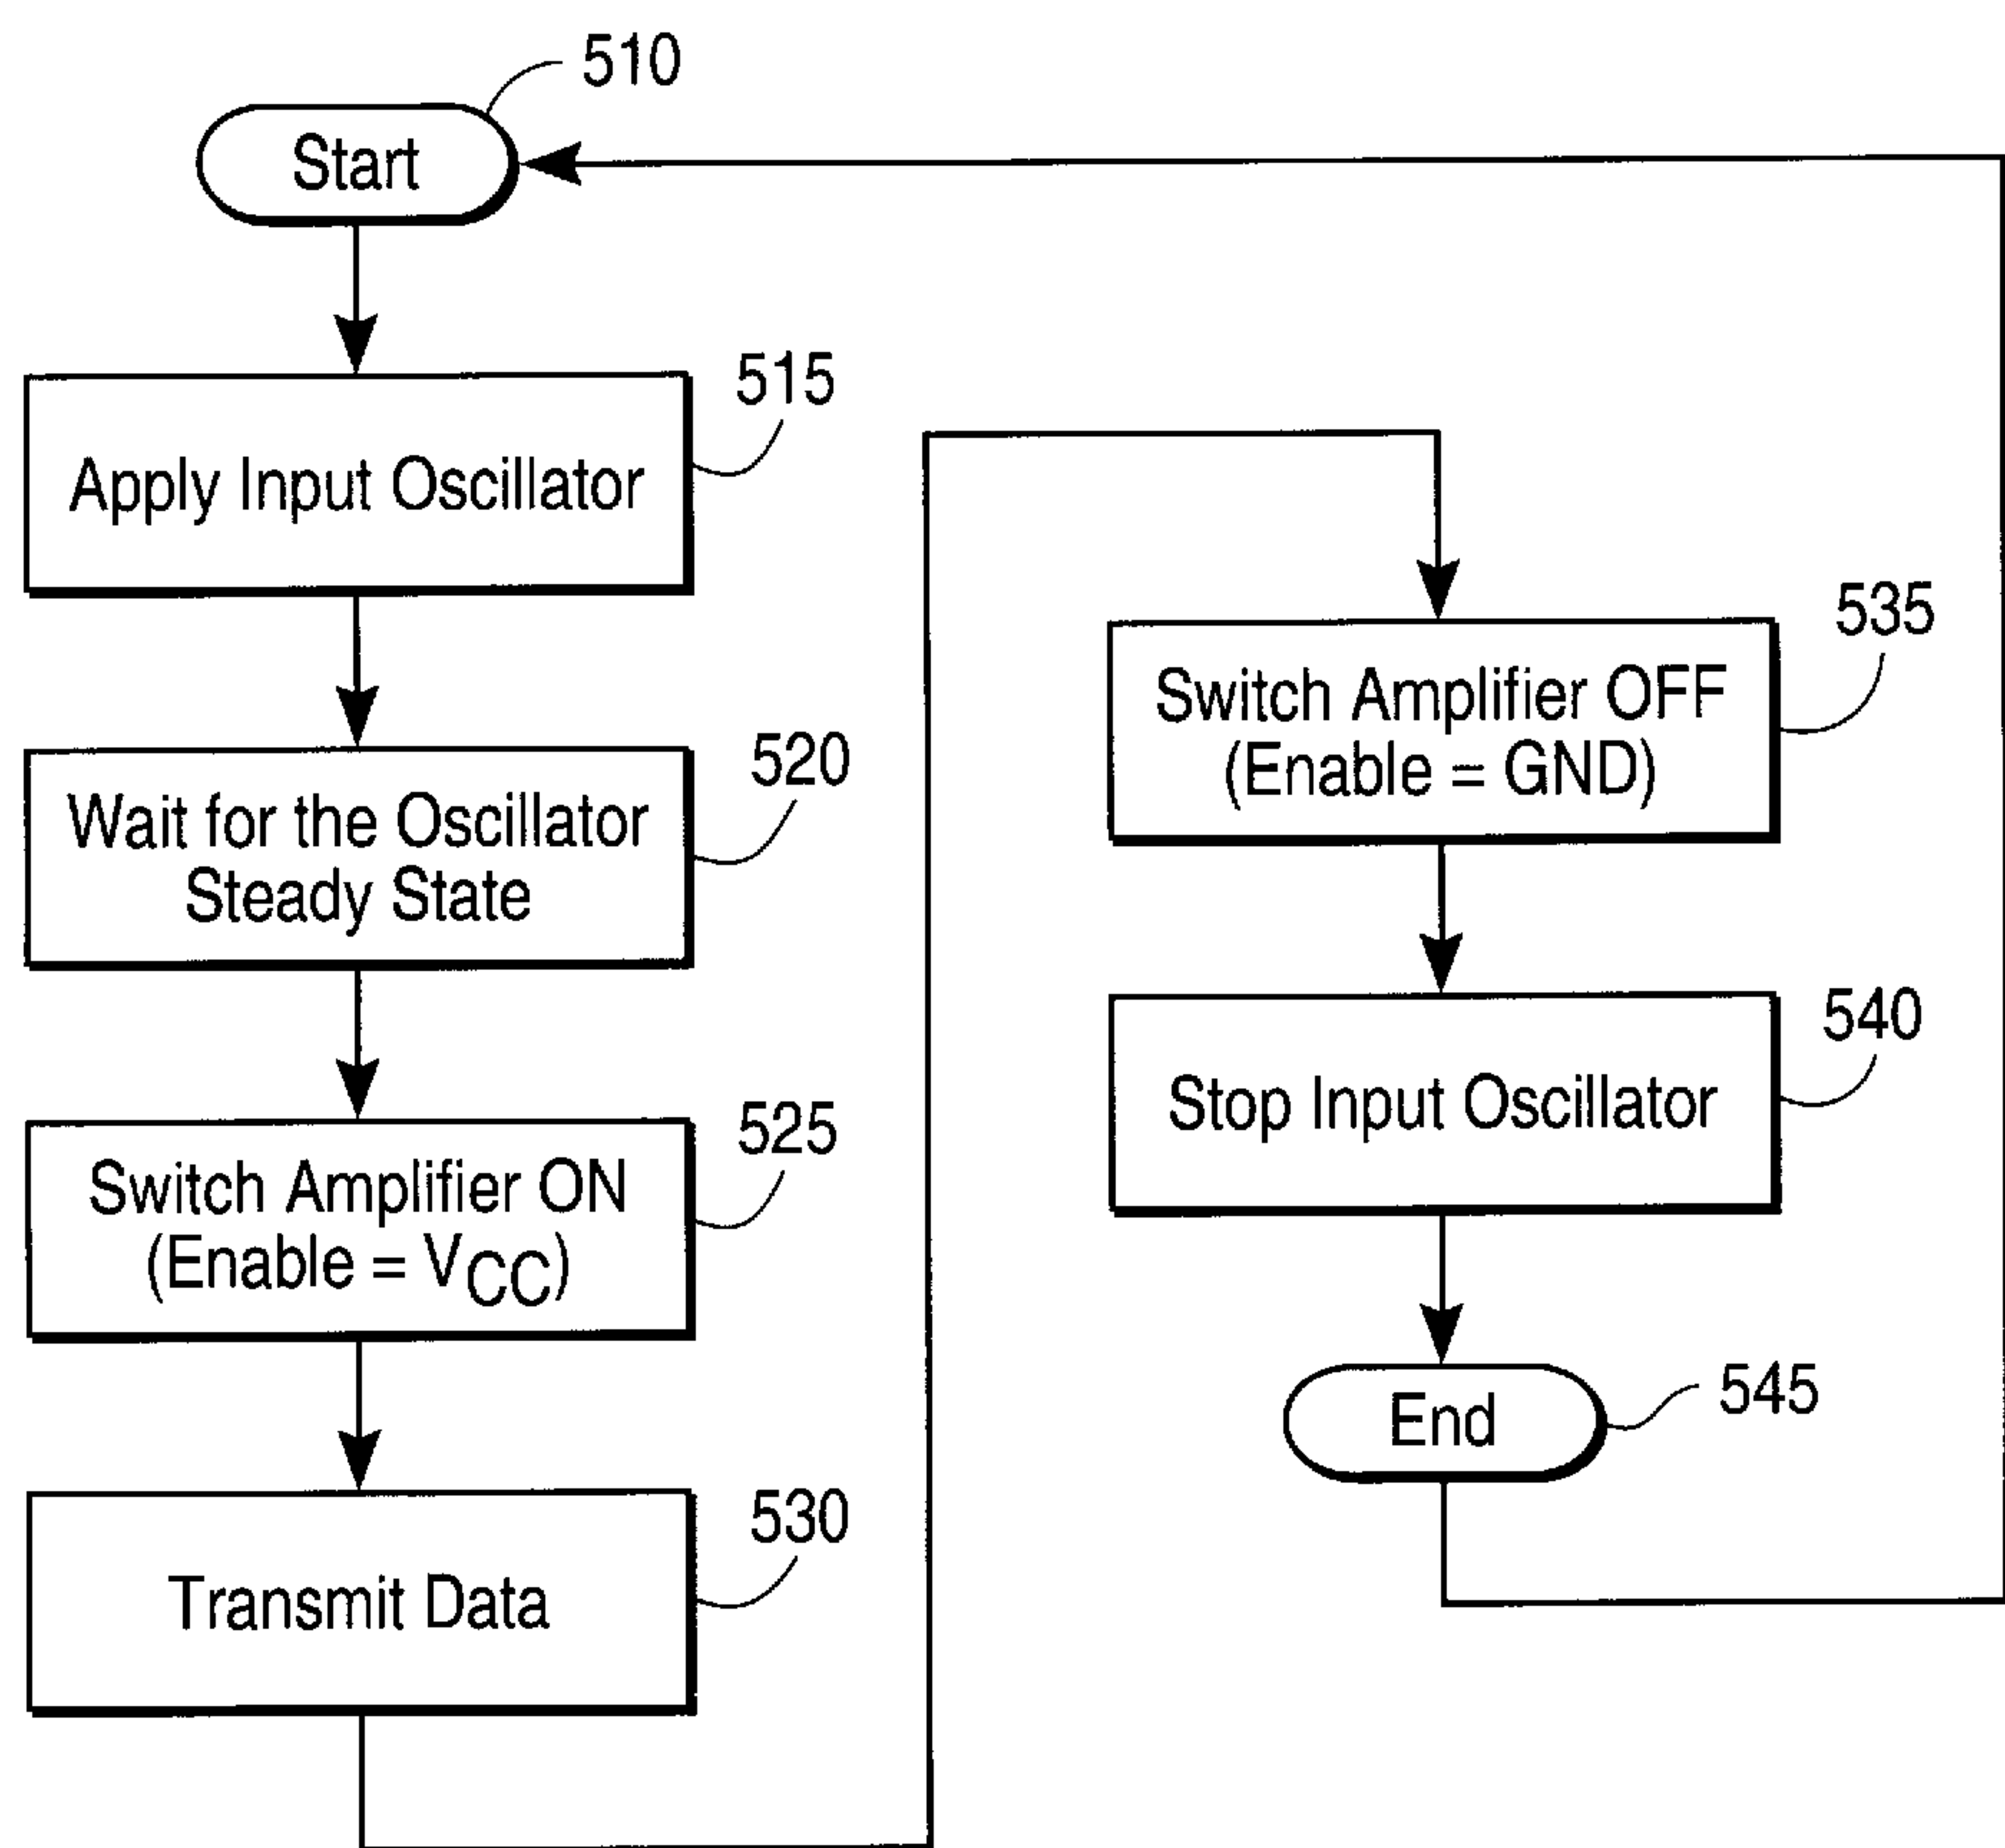 510
Start
515
Apply Input Oscillator
520
Wait for the Oscillator
Steady State
525
Switch Amplifier ON
(Enable = VCC)
530
Transmit Data
535
Switch Amplifier OFF
(Enable = GND)
540
Stop Input Oscillator
545
End